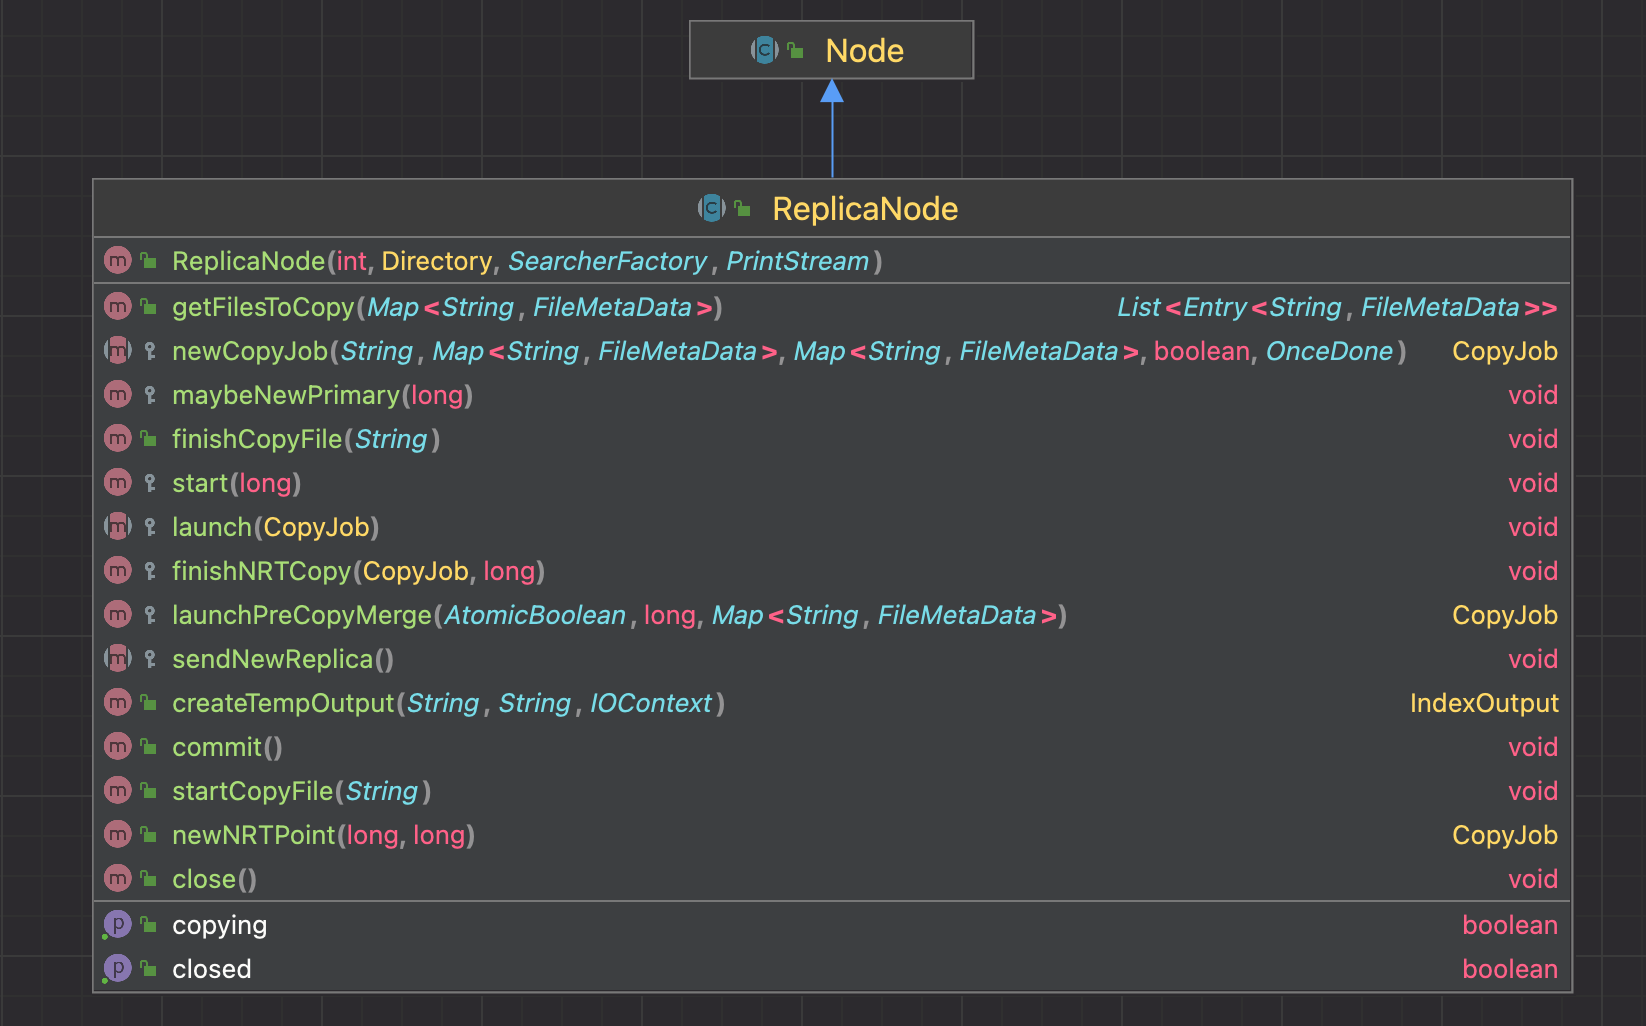 Node
ReplicaNode
ReplicaNode(int, Directory, SearcherFactory, PrintStream)
getFilesToCopy(Map<String, FileMetaData>) List<Entry<String, FileMetaData>>
newCopyJob(String, Map<String, FileMetaData>, Map<String, FileMetaData>, boolean, OnceDone) CopyJob
maybeNewPrimary(long) void
finishCopyFile(String) void
start(long) void
launch(CopyJob) void
finishNRTCopy(CopyJob, long) void
launchPreCopyMerge(AtomicBoolean, long, Map<String, FileMetaData>) CopyJob
sendNewReplica() void
createTempOutput(String, String, IOContext) IndexOutput
commit() void
startCopyFile(String) void
newNRTPoint(long, long) CopyJob
close() void
copying boolean
closed boolean